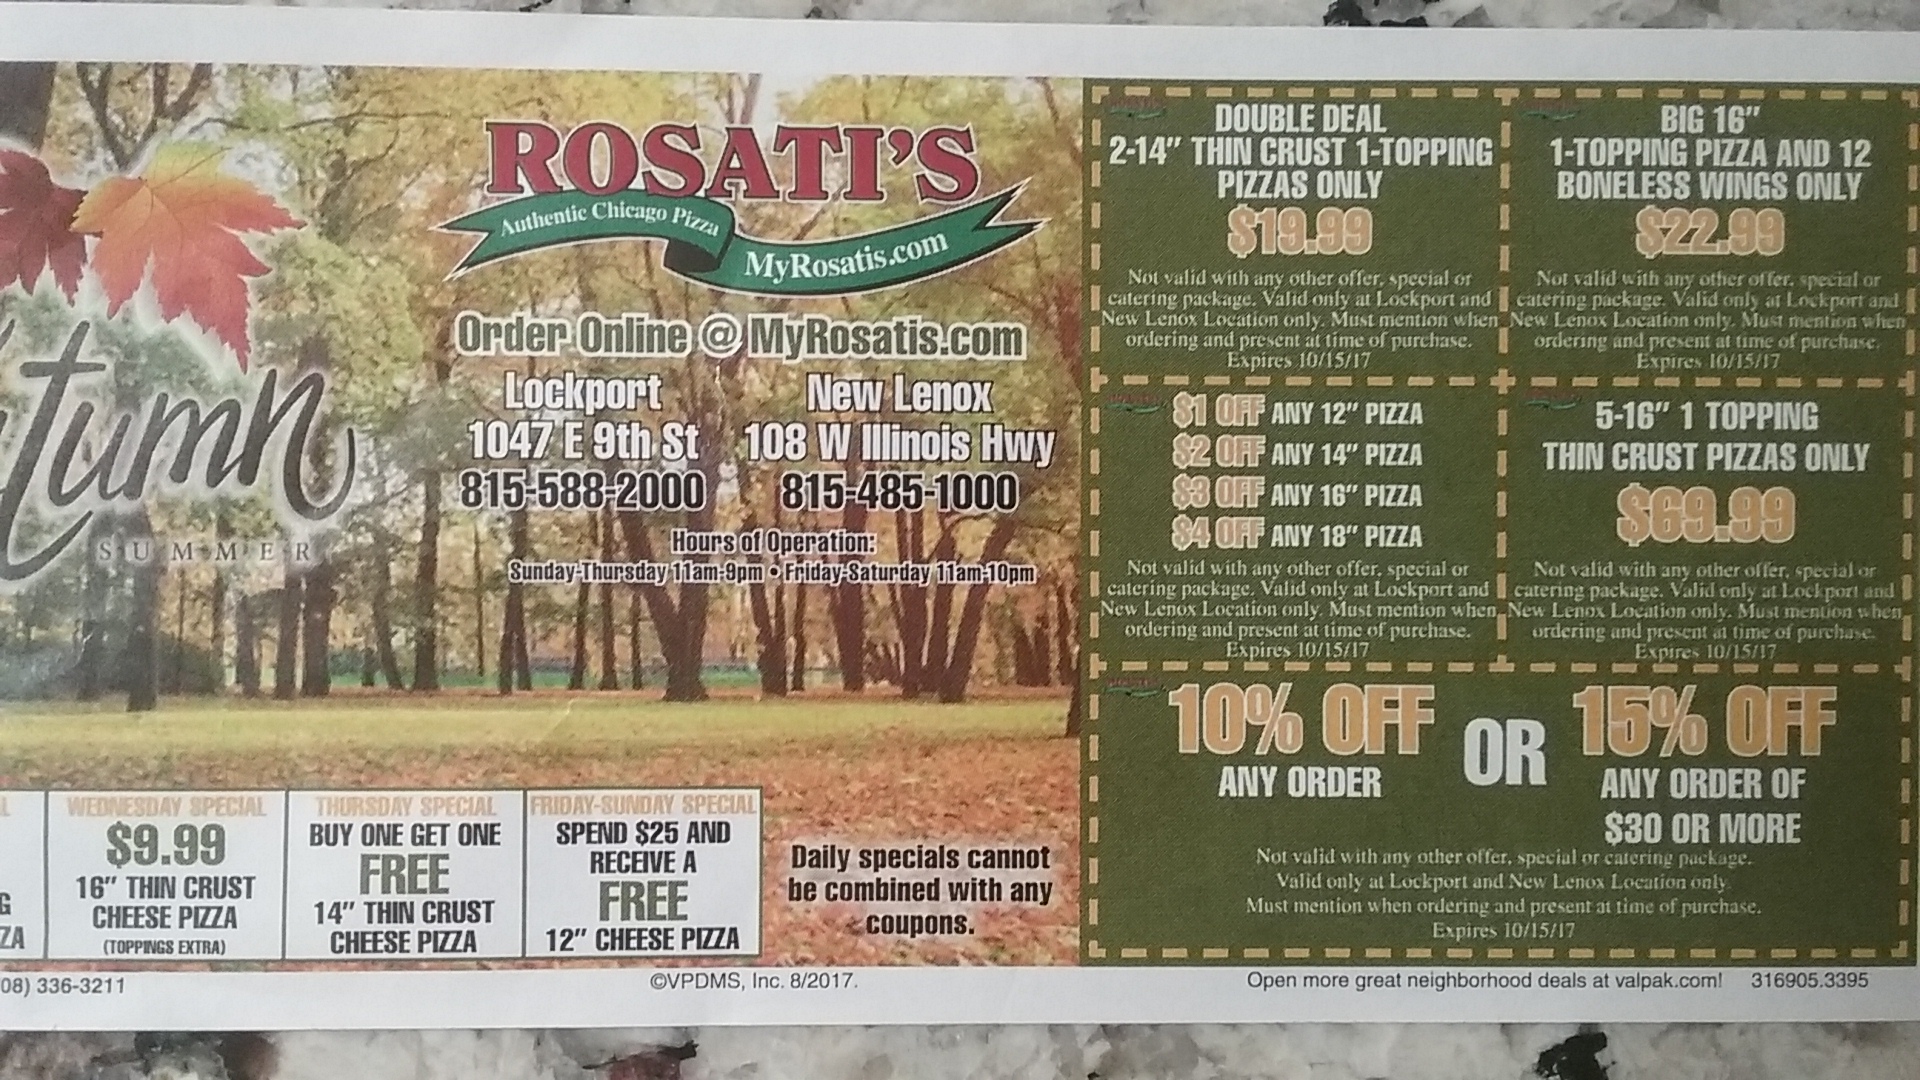 tumn
SUMMER
ROSATI'S
Authentic Chicago Pizza
MyRosatis.com
Order Online @ MyRosatis.com
Lockport
1047 E 9th St
815-588-2000
New Lenox
108 W Illinois Hwy
815-485-1000
Hours of Operation:
Sunday-Thursday 11am-9pm • Friday-Saturday 11am-10pm
L
G
ZA
WEDNESDAY SPECIAL
$9.99
16" THIN CRUST
CHEESE PIZZA
(TOPPINGS EXTRA)
THURSDAY SPECIAL
BUY ONE GET ONE
FREE
14" THIN CRUST
CHEESE PIZZA
FRIDAY-SUNDAY SPECIAL
SPEND $25 AND
RECEIVE A
FREE
12" CHEESE PIZZA
Daily specials cannot
be combined with any
coupons.
DOUBLE DEAL
2-14" THIN CRUST 1-TOPPING
PIZZAS ONLY
$19.99
Not valid with any other offer, special or
catering package. Valid only at Lockport and
New Lenox Location only. Must mention when
ordering and present at time of purchase.
Expires 10/15/17
BIG 16"
1-TOPPING PIZZA AND 12
BONELESS WINGS ONLY
$22.99
Not valid with any other offer, special or
catering package. Valid only at Lockport and
New Lenox Location only. Must mention when
ordering and present at time of purchase.
Expires 10/15/17
$1 OFF ANY 12" PIZZA
$2 OFF ANY 14" PIZZA
$3 OFF ANY 16" PIZZA
$4 OFF ANY 18" PIZZA
Not valid with any other offer, special or
catering package. Valid only at Lockport and
New Lenox Location only. Must mention when
ordering and present at time of purchase.
Expires 10/15/17
5-16" 1 TOPPING
THIN CRUST PIZZAS ONLY
$69.99
Not valid with any other offer, special or
catering package. Valid only at Lockport and
New Lenox Location only. Must mention when
ordering and present at time of purchase.
Expires 10/15/17
10% OFF
ANY ORDER
OR
15% OFF
ANY ORDER OF
$30 OR MORE
Not valid with any other offer, special or catering package.
Valid only at Lockport and New Lenox Location only.
Must mention when ordering and present at time of purchase.
Expires 10/15/17
08) 336-3211
©VPDMS, Inc. 8/2017.
Open more great neighborhood deals at valpak.com!
316905.3395